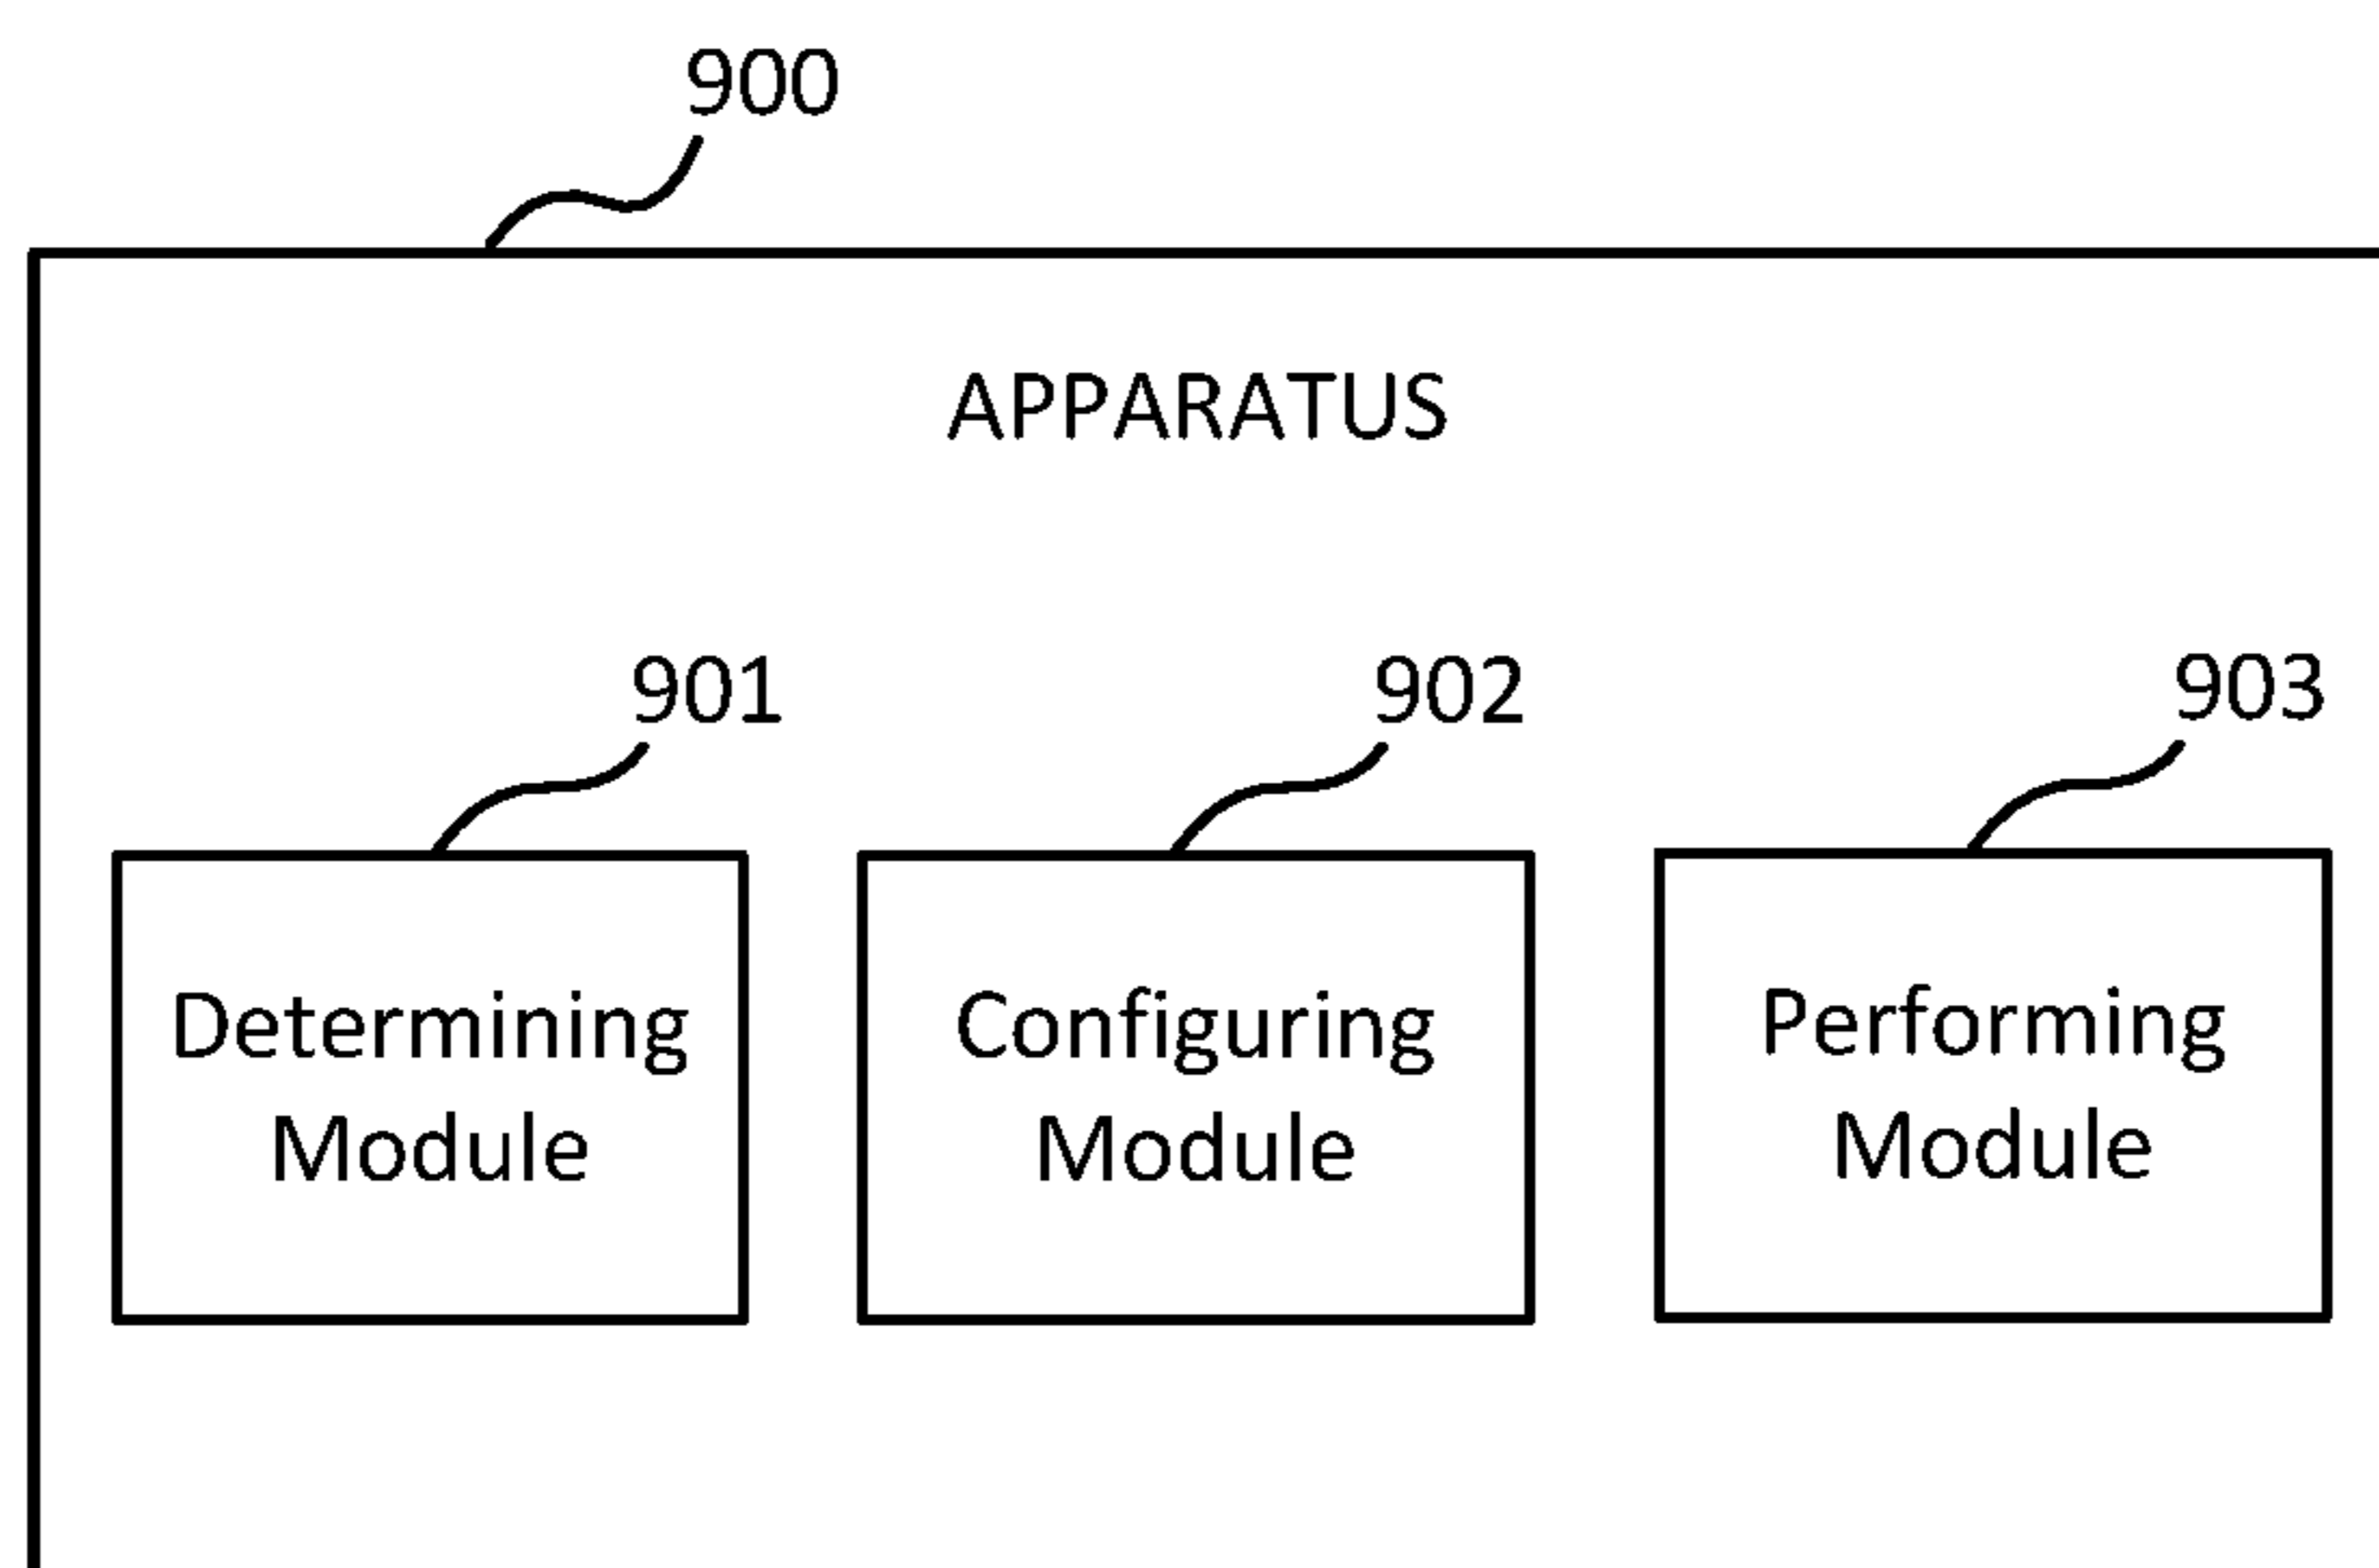 900
APPARATUS
901
902
903
Determining
Module
Configuring
Module
Performing
Module